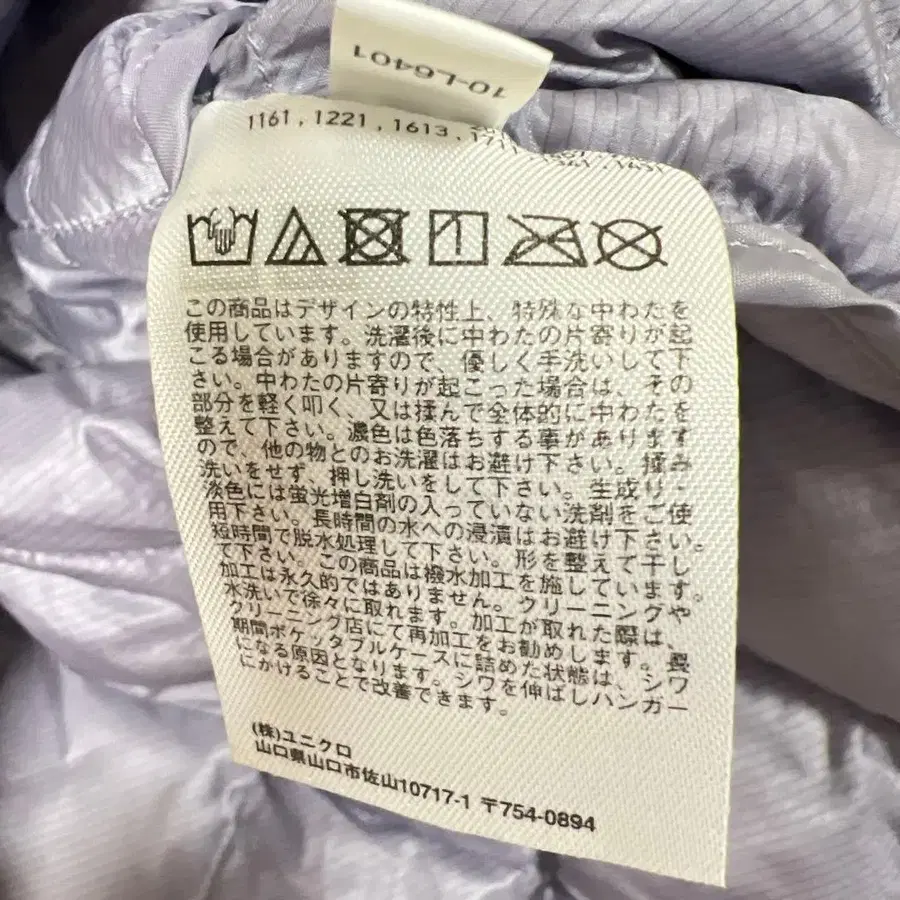 10-L6401
1161, 1221, 1613,
この商品はデザインの特性上、特殊な中わたを
使用しています。洗濯後に中わたの片寄りが起
こる場合がありますので、優しく手洗いして下
さい。中わたの片寄りが起こった場合は、その
部分を軽く叩く、又は揉んで全体的に中わたを
整えて下さい。濃色は色落ちする事があります
ので、他の物とのお洗濯はお避け下さい。揉み
洗いをせず、押し洗いをして下さい。生成り・
淡色には蛍光増白剤の入っていない洗剤をご使
用下さい。長時間の水への浸漬はお避け下さい。
短時間で脱水処理して下さい。形を整えて干し
て下さい。この商品は撥水加工を施しています。
加工は永久的ではありません。クリーニングや
水洗いで徐々に取れます。加工が取れた際は、
クリーニング店にて再加工をお勧めします。長
期間ポケッタブルケースに詰めた状態は、シワ
になる原因となります。シワを伸ばしハンガー
にかけることで改善できます。
(株)ユニクロ
山口県山口市佐山10717-1 〒754-0894